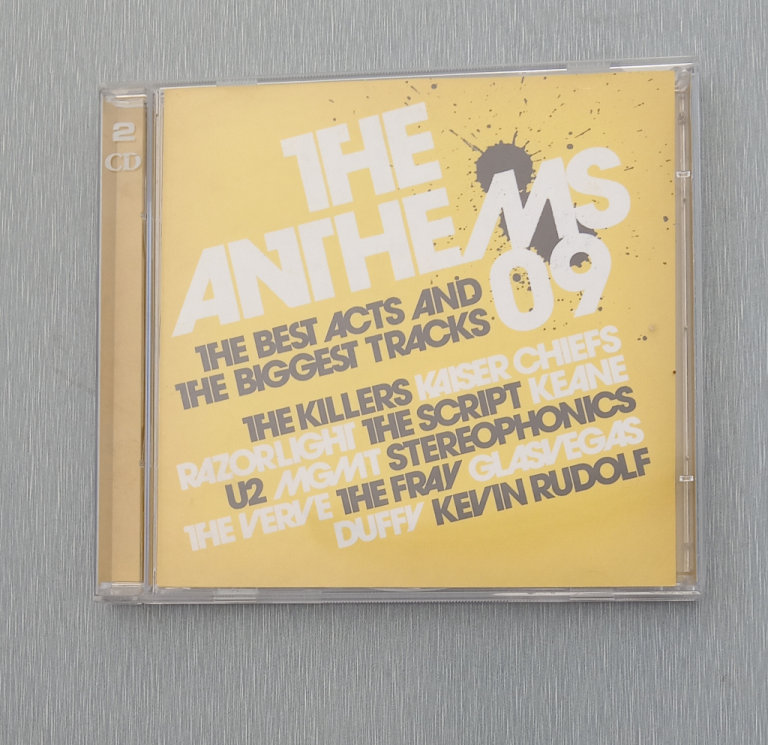 2
CD
THE
ANTHEMS
09
THE BEST ACTS AND
THE BIGGEST TRACKS
THE KILLERS KAISER CHIEFS
RAZORLIGHT THE SCRIPT KEANE
U2 MGMT STEREOPHONICS
THE VERVE THE FRAY GLASVEGAS
DUFFY KEVIN RUDOLF